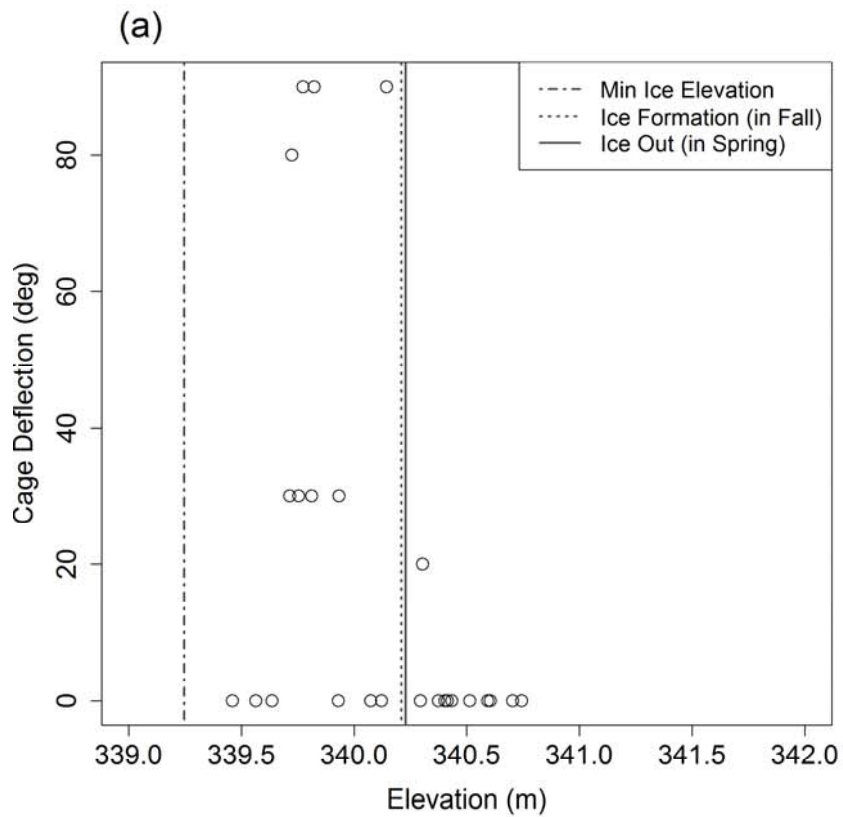 (a)
Min Ice Elevation
Ice Formation (in Fall)
Ice Out (in Spring)
Cage Deflection (deg)
80
60
40
20
0
339.0 339.5 340.0 340.5 341.0 341.5 342.0
Elevation (m)